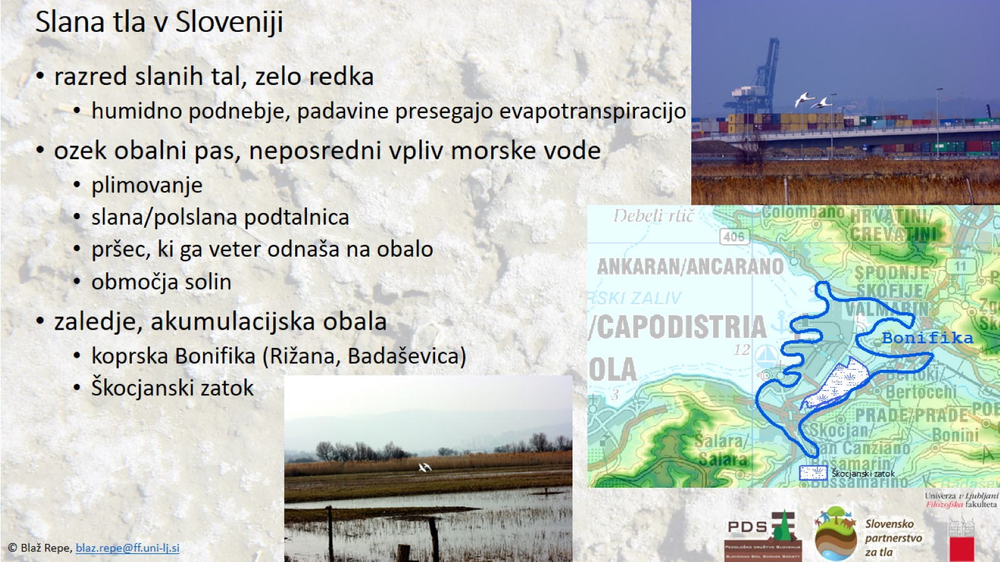 Slana tla v Sloveniji
• razred slanih tal, zelo redka
• humidno podnebje, padavine presegajo evapotranspiracijo
• ozek obalni pas, neposredni vpliv morske vode
• plimovanje
• slana/polslana podtalnica
• pršec, ki ga veter odnaša na obalo
• območja solin
• zaledje, akumulacijska obala
• koprska Bonifika (Rižana, Badaševica)
• Škocjanski zatok
Debeli rtič
Colombano
HRVATINI/
CREVATINI
406
11
ANKARAN/ANCARANO
SPODNJE
ŠKOFIJE/
VALMARIN
RSKI ZALIV
/CAPODISTRIA
Bonifika
12
OLA
3
Bertoki/
Bertocchi
PRADE/PRADE
Bonini
Škocjan/
San Canziano
Šalara/
Salara
Bošamarin/
Bossamarino
Škocjanski zatok
Univerza v Ljubljani
Filozofska fakulteta
PDS
PEDOLOŠKO DRUŠTVO SLOVENIJE
SLOVENIAN SOIL SCIENCE SOCIETY
Slovensko
partnerstvo
za tla
© Blaž Repe, blaz.repe@ff.uni-lj.si